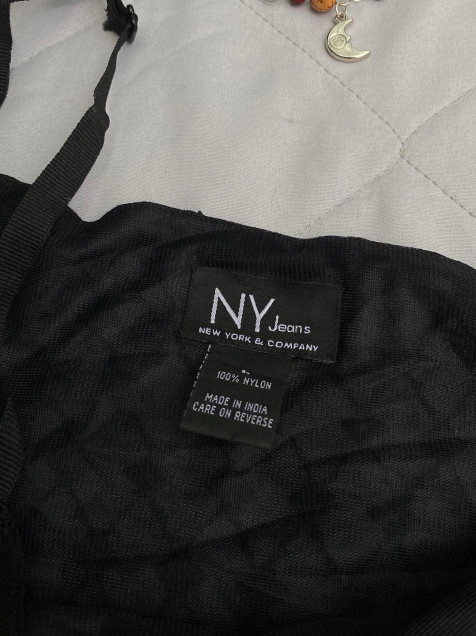 NY Jeans
NEW YORK & COMPANY
100% NYLON
MADE IN INDIA
CARE ON REVERSE